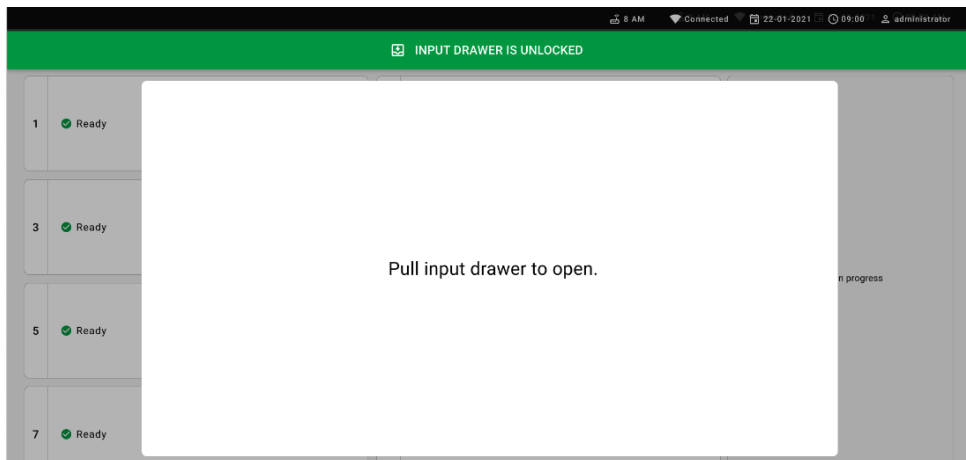 8 AM Connected 22-01-2021 09:00 administrator
INPUT DRAWER IS UNLOCKED
1 Ready
3 Ready
Pull input drawer to open.
n progress
5 Ready
7 Ready